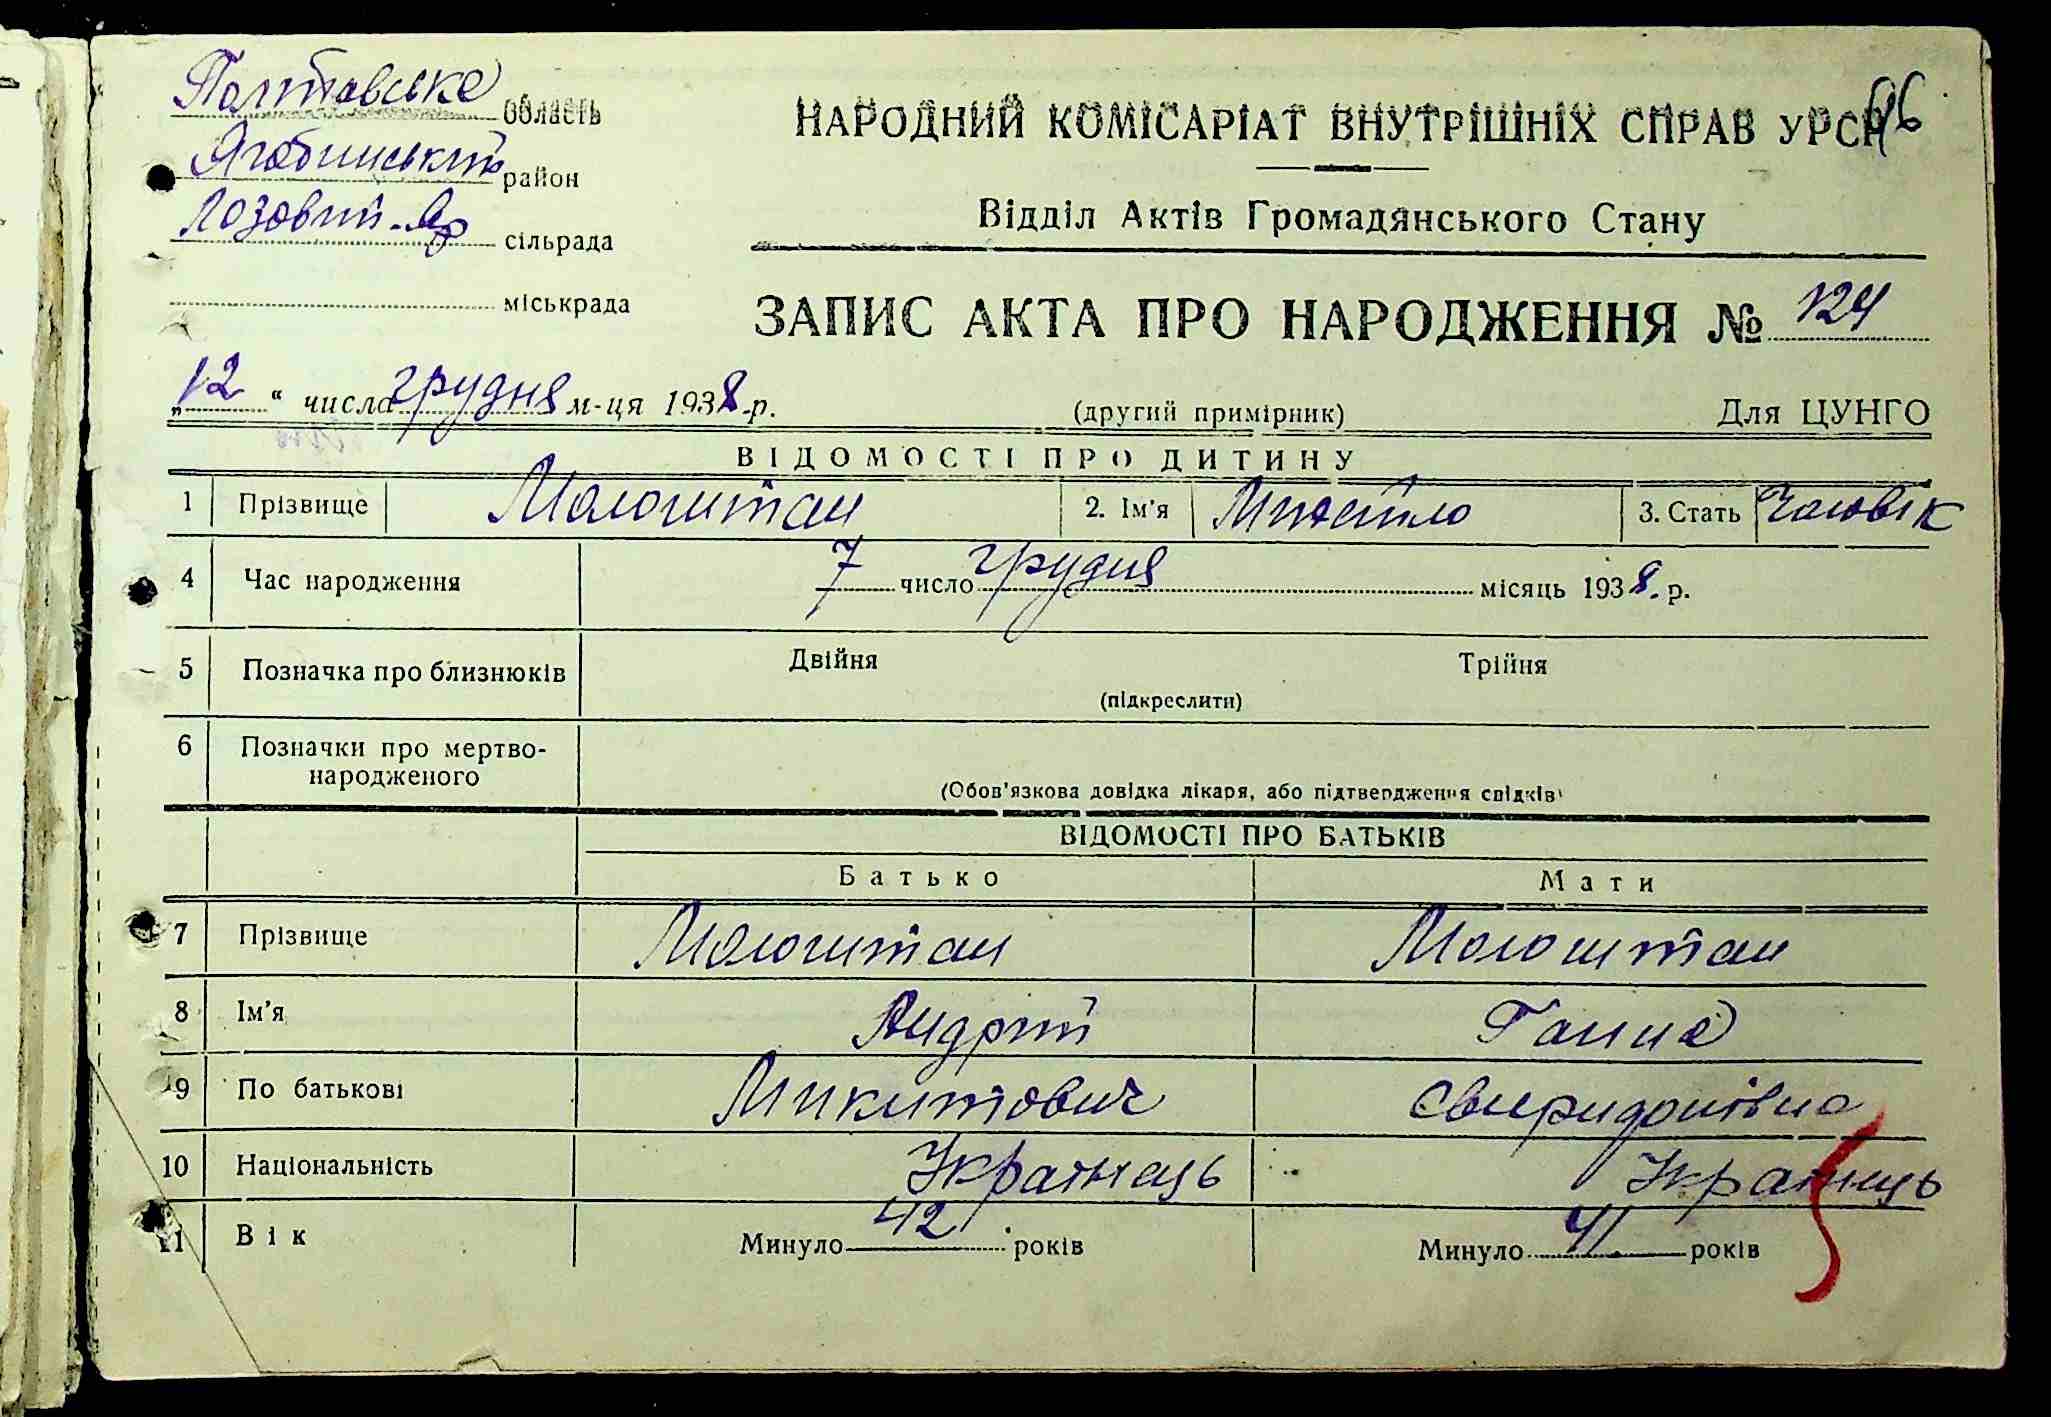 Полтавська область
Яготинський район
Лозовий-Яр сільрада
міськрада
НАРОДНИЙ КОМІСАРІАТ ВНУТРІШНІХ СПРАВ УРСР
Відділ Актів Громадянського Стану
ЗАПИС АКТА ПРО НАРОДЖЕННЯ № 124
„12“ числа грудня м-ця 1938-р. (другий примірник) Для ЦУНГО
ВІДОМОСТІ ПРО ДИТИНУ
1 Прізвище Молоштан 2. Ім'я Михайло 3. Стать Чоловік
4 Час народження 7 число грудня місяць 1938. р.
5 Позначка про близнюків Двійня Трійня
(підкреслити)
6 Позначки про мертво-
народженого
(Обов'язкова довідка лікаря, або підтвердження свідків)
ВІДОМОСТІ ПРО БАТЬКІВ
Батько Мати
7 Прізвище Молоштан Молоштан
8 Ім'я Андрій Ганна
9 По батькові Микитович Свиридонівна
10 Національність Українець Українець
11 Вік Минуло 42 років Минуло 41 років